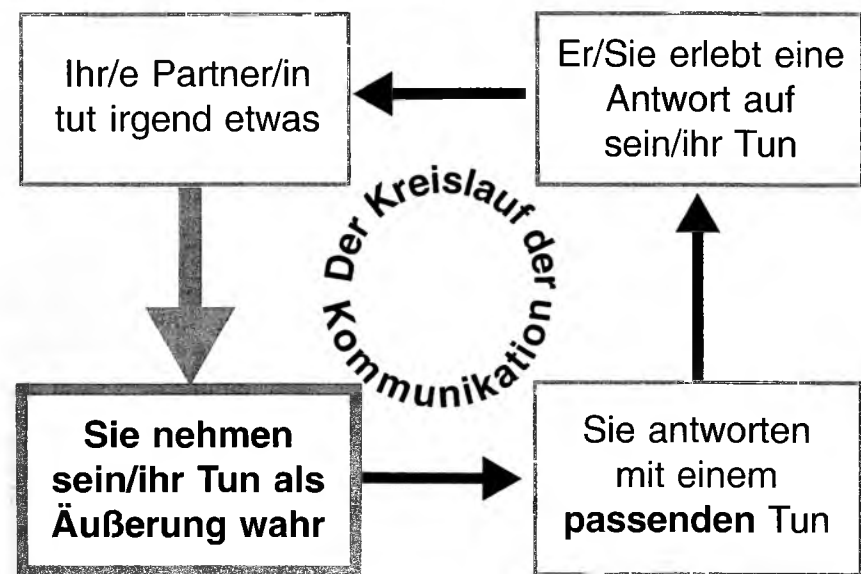 Ihr/e Partner/in
tut irgend etwas
Er/Sie erlebt eine
Antwort auf
sein/ihr Tun
Der Kreislauf der
Kommunikation
Sie nehmen
sein/ihr Tun als
Äußerung wahr
Sie antworten
mit einem
passenden Tun